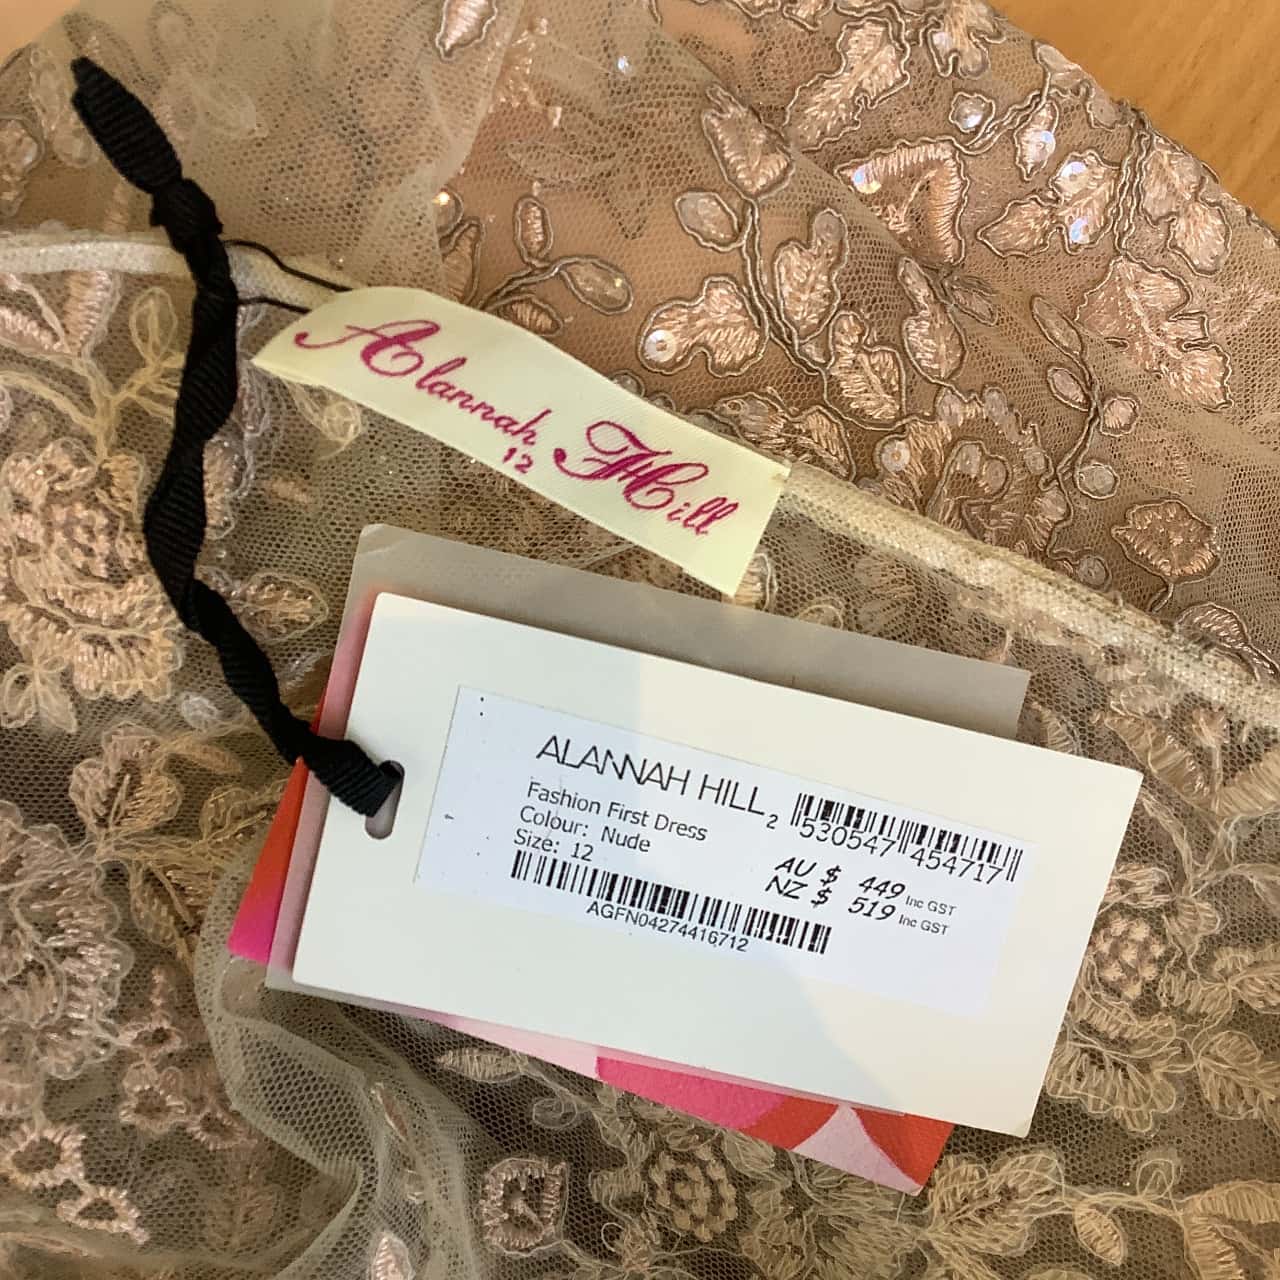 Alannah Hill
12
ALANNAH HILL
Fashion First Dress
Colour: Nude
Size: 12
2 530547 454717
AU $ 449 Inc GST
NZ $ 519 Inc GST
AGFN04274416712